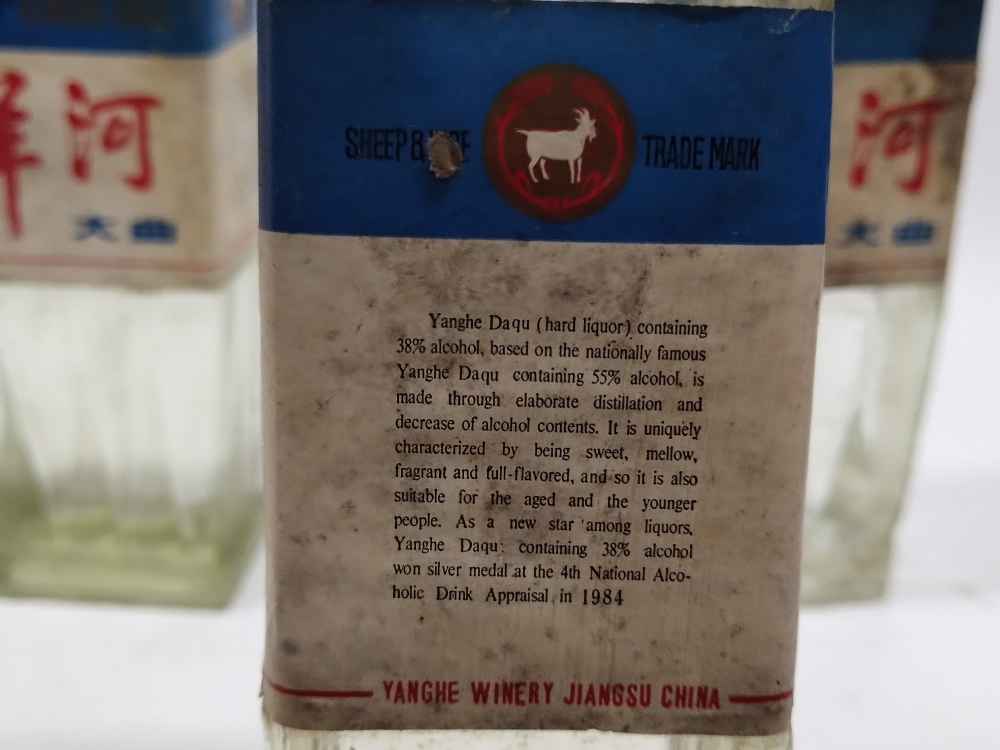 SHEEP
TRADE MARK
Yanghe Daqu (hard liquor) containing
38% alcohol, based on the nationally famous
Yanghe Daqu containing 55% alcohol, is
made through elaborate distillation and
decrease of alcohol contents. It is uniquely
characterized by being sweet, mellow,
fragrant and full-flavored, and so it is also
suitable for the aged and the younger
people. As a new star among liquors,
Yanghe Daqu containing 38% alcohol
won silver medal at the 4th National Alco-
holic Drink Appraisal in 1984
YANGHE WINERY JIANGSU CHINA
洋河
大曲
河
大曲